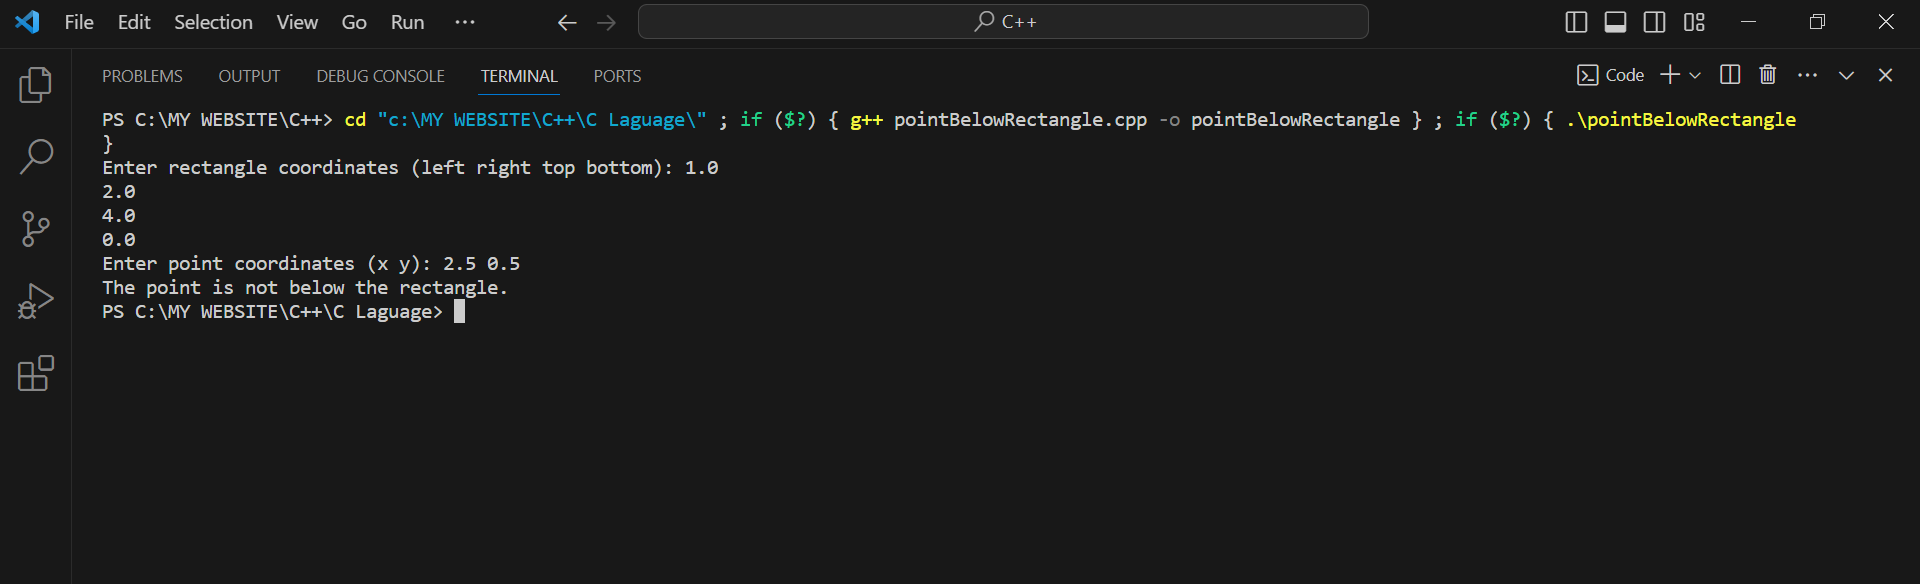 File Edit Selection View Go Run ··· C++
PROBLEMS OUTPUT DEBUG CONSOLE TERMINAL PORTS Code
PS C:\MY WEBSITE\C++> cd "c:\MY WEBSITE\C++\C Laguage\" ; if ($?) { g++ pointBelowRectangle.cpp -o pointBelowRectangle } ; if ($?) { .\pointBelowRectangle
}
Enter rectangle coordinates (left right top bottom): 1.0
2.0
4.0
0.0
Enter point coordinates (x y): 2.5 0.5
The point is not below the rectangle.
PS C:\MY WEBSITE\C++\C Laguage>